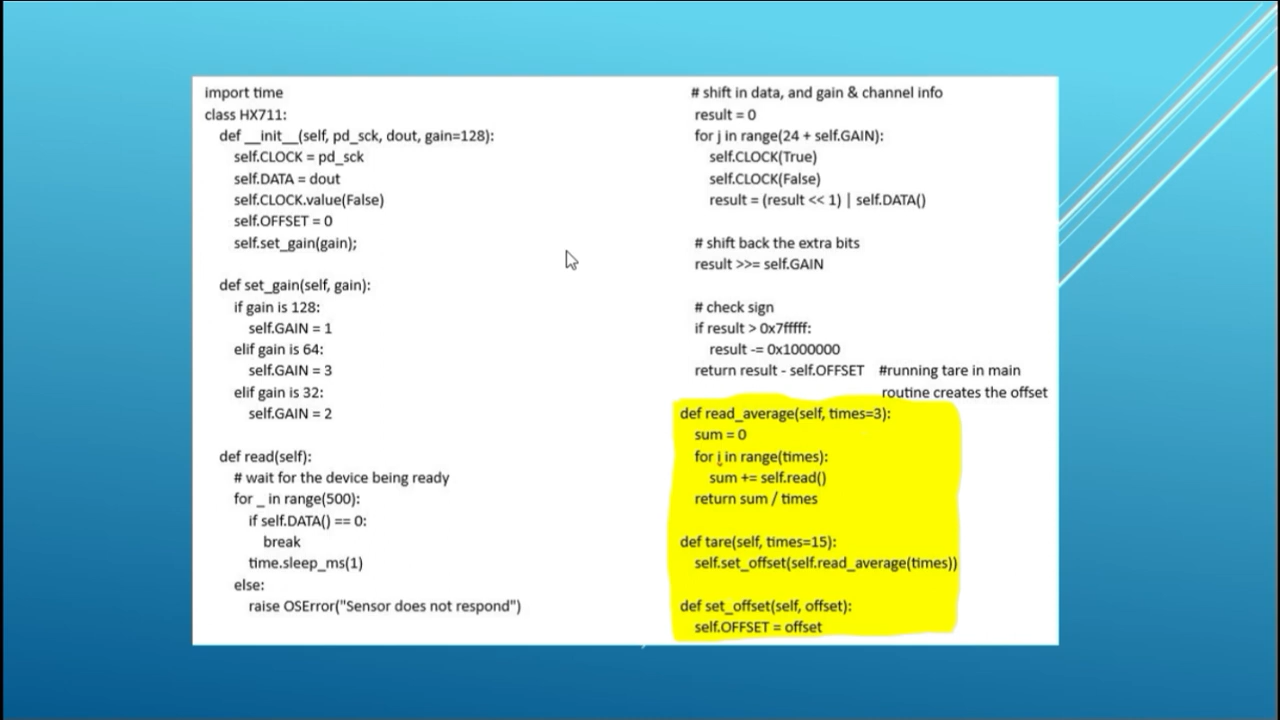 import time
class HX711:
def __init__(self, pd_sck, dout, gain=128):
self.CLOCK = pd_sck
self.DATA = dout
self.CLOCK.value(False)
self.OFFSET = 0
self.set_gain(gain);
def set_gain(self, gain):
if gain is 128:
self.GAIN = 1
elif gain is 64:
self.GAIN = 3
elif gain is 32:
self.GAIN = 2
def read(self):
# wait for the device being ready
for _ in range(500):
if self.DATA() == 0:
break
time.sleep_ms(1)
else:
raise OSError("Sensor does not respond")
# shift in data, and gain & channel info
result = 0
for j in range(24 + self.GAIN):
self.CLOCK(True)
self.CLOCK(False)
result = (result << 1) | self.DATA()
# shift back the extra bits
result >>= self.GAIN
# check sign
if result > 0x7fffff:
result -= 0x1000000
return result - self.OFFSET #running tare in main
routine creates the offset
def read_average(self, times=3):
sum = 0
for i in range(times):
sum += self.read()
return sum / times
def tare(self, times=15):
self.set_offset(self.read_average(times))
def set_offset(self, offset):
self.OFFSET = offset